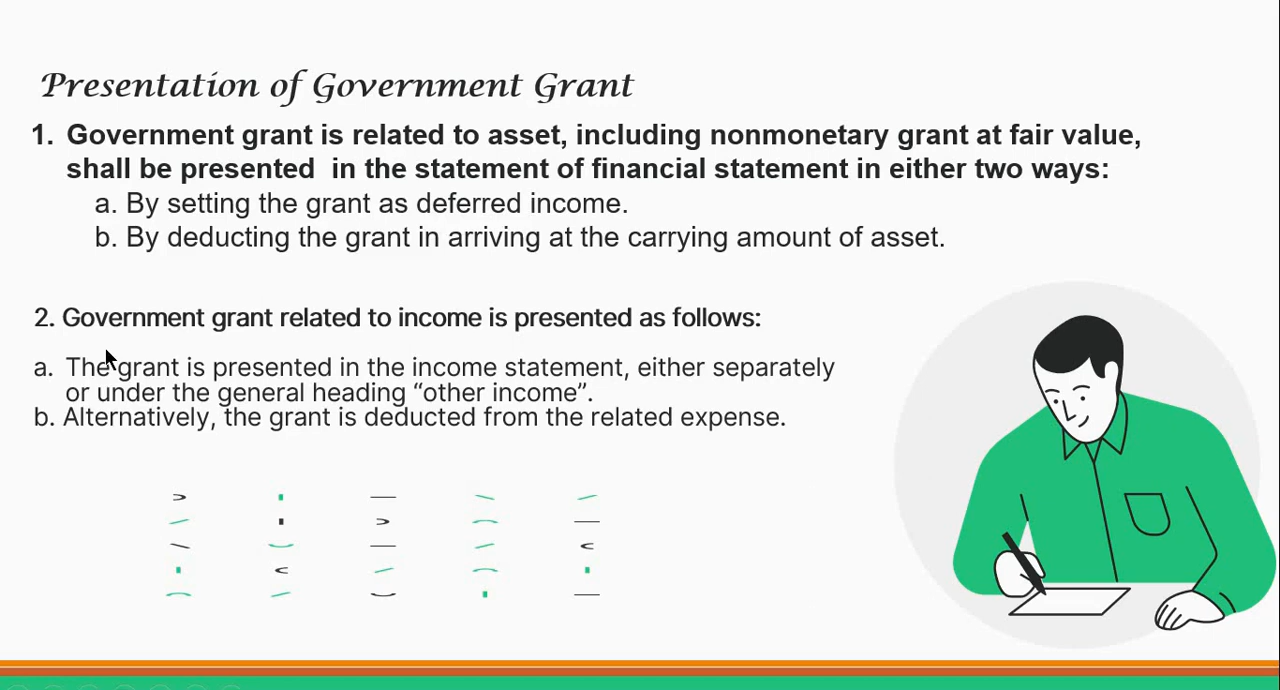 Presentation of Government Grant
1. Government grant is related to asset, including nonmonetary grant at fair value,
shall be presented in the statement of financial statement in either two ways:
a. By setting the grant as deferred income.
b. By deducting the grant in arriving at the carrying amount of asset.
2. Government grant related to income is presented as follows:
a. The grant is presented in the income statement, either separately
or under the general heading “other income”.
b. Alternatively, the grant is deducted from the related expense.